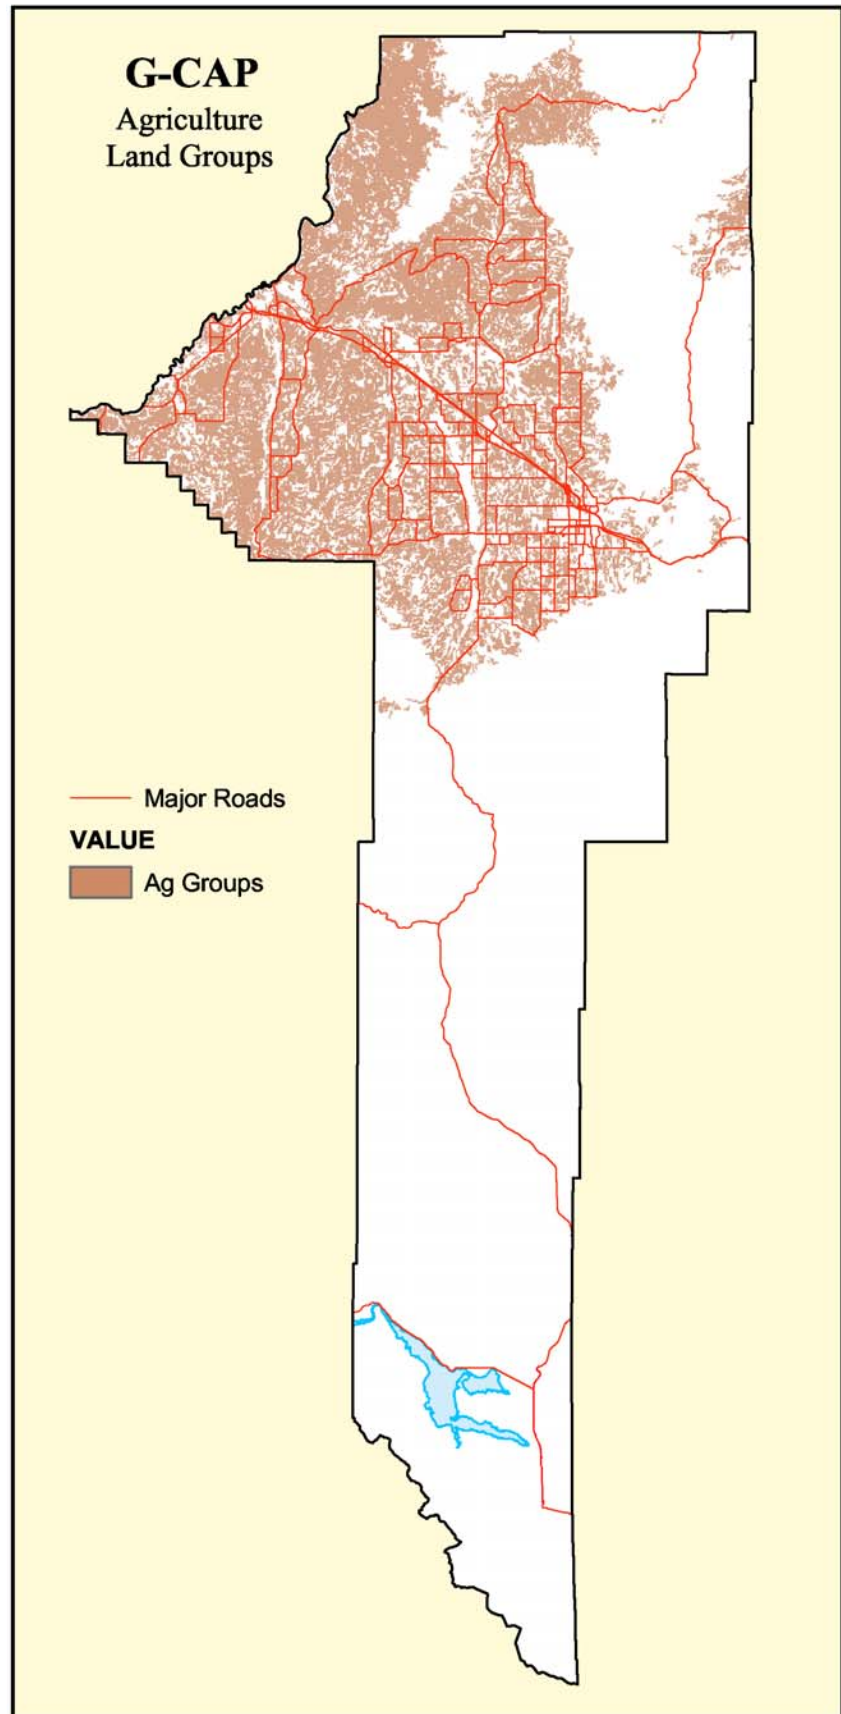 G-CAP
Agriculture
Land Groups
Major Roads
VALUE
Ag Groups